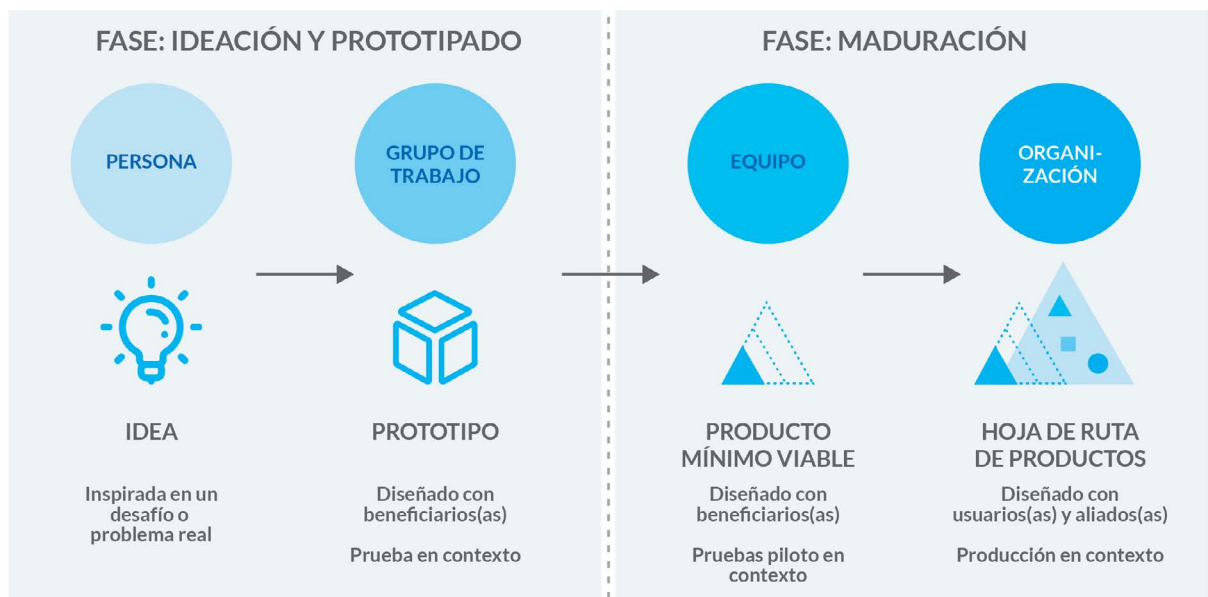 FASE: IDEACIÓN Y PROTOTIPADO
PERSONA
GRUPO DE
TRABAJO
IDEA
PROTOTIPO
Inspirada en un
desafío o
problema real
Diseñado con
beneficiarios(as)
Prueba en contexto
FASE: MADURACIÓN
EQUIPO
ORGANI-
ZACIÓN
PRODUCTO
MÍNIMO VIABLE
HOJA DE RUTA
DE PRODUCTOS
Diseñado con
beneficiarios(as)
Pruebas piloto en
contexto
Diseñado con
usuarios(as) y aliados(as)
Producción en contexto